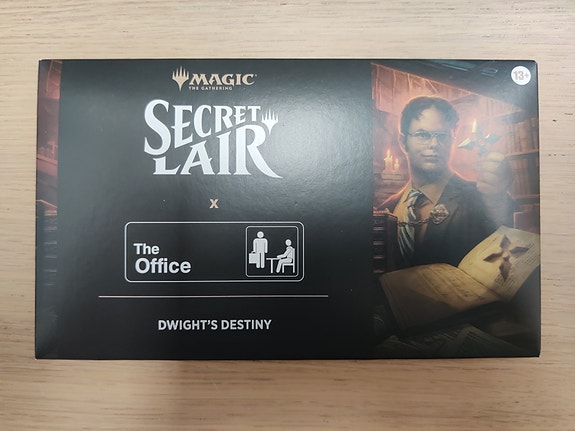 MAGIC
THE GATHERING
SECRET
LAIR
x
The
Office
DWIGHT'S DESTINY
13+